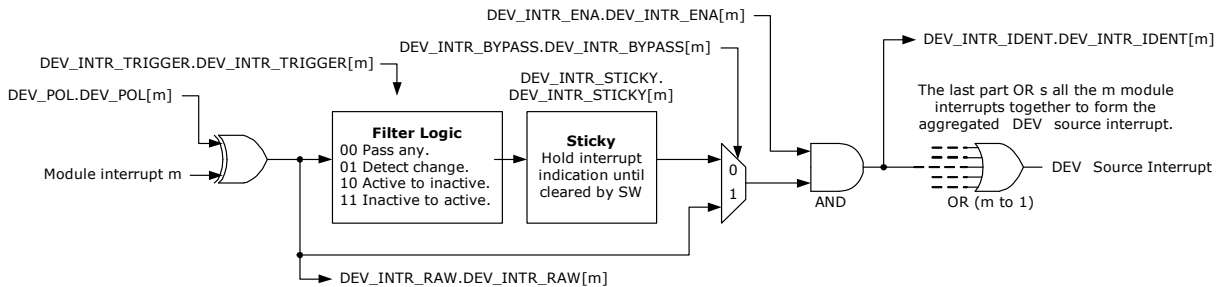 DEV_INTR_ENA.DEV_INTR_ENA[m]
DEV_INTR_BYPASS.DEV_INTR_BYPASS[m]
DEV_INTR_IDENT.DEV_INTR_IDENT[m]
DEV_INTR_TRIGGER.DEV_INTR_TRIGGER[m]
DEV_INTR_STICKY.
DEV_INTR_STICKY[m]
DEV_POL.DEV_POL[m]
The last part OR s all the m module
interrupts together to form the
aggregated DEV source interrupt.
Filter Logic
00 Pass any.
01 Detect change.
10 Active to inactive.
11 Inactive to active.
Sticky
Hold interrupt
indication until
cleared by SW
Module interrupt m
0
1
AND
DEV Source Interrupt
OR (m to 1)
DEV_INTR_RAW.DEV_INTR_RAW[m]